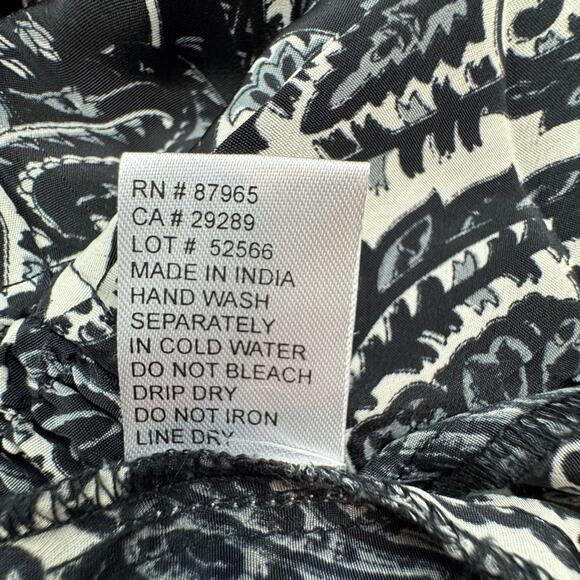 RN # 87965
CA # 29289
LOT # 52566
MADE IN INDIA
HAND WASH
SEPARATELY
IN COLD WATER
DO NOT BLEACH
DRIP DRY
DO NOT IRON
LINE DRY